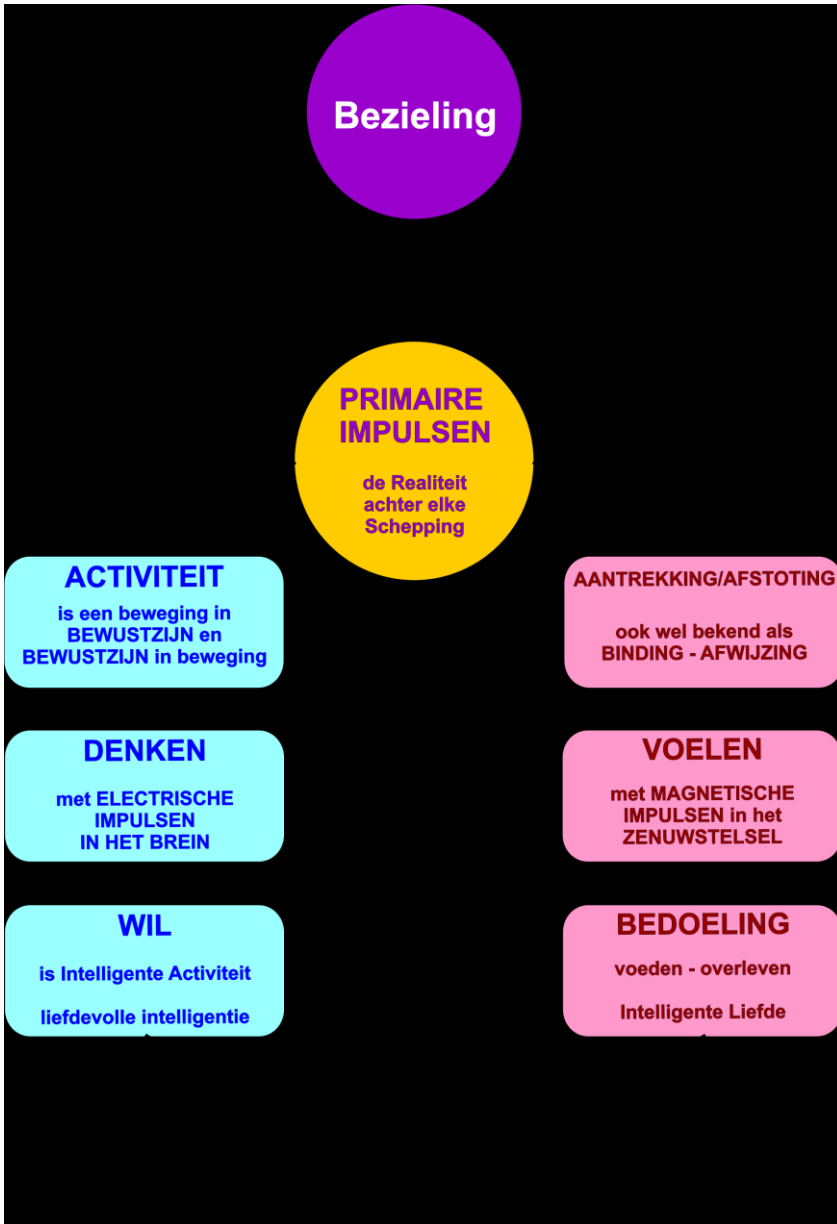 Bezieling
PRIMAIRE
IMPULSEN
de Realiteit
achter elke
Schepping
ACTIVITEIT
is een beweging in
BEWUSTZIJN en
BEWUSTZIJN in beweging
AANTREKKING/AFSTOTING
ook wel bekend als
BINDING - AFWIJZING
DENKEN
met ELECTRISCHE
IMPULSEN
IN HET BREIN
VOELEN
met MAGNETISCHE
IMPULSEN in het
ZENUWSTELSEL
WIL
is Intelligente Activiteit
liefdevolle intelligentie
BEDOELING
voeden - overleven
Intelligente Liefde